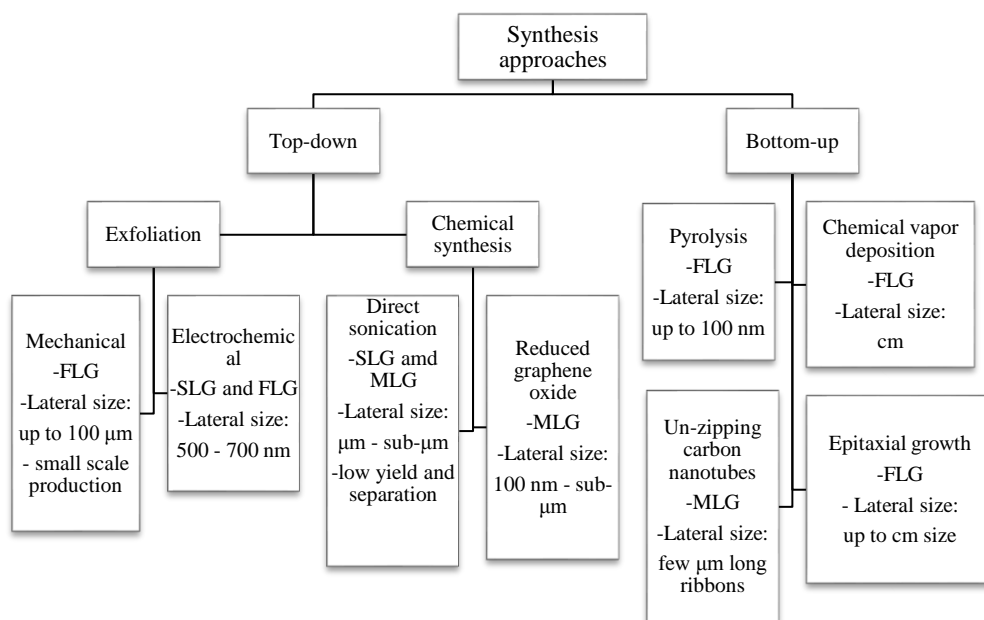 Synthesis
approaches
Top-down
Bottom-up
Exfoliation
Chemical
synthesis
Mechanical
-FLG
-Lateral size:
up to 100 μm
- small scale
production
Electrochemic
al
-SLG and FLG
-Lateral size:
500 - 700 nm
Direct
sonication
-SLG and
MLG
-Lateral size:
μm - sub-μm
-low yield and
separation
Reduced
graphene
oxide
-MLG
-Lateral size:
100 nm - sub-
μm
Pyrolysis
-FLG
-Lateral size:
up to 100 nm
Chemical vapor
deposition
-FLG
-Lateral size:
cm
Un-zipping
carbon
nanotubes
-MLG
-Lateral size:
few μm long
ribbons
Epitaxial growth
-FLG
- Lateral size:
up to cm size